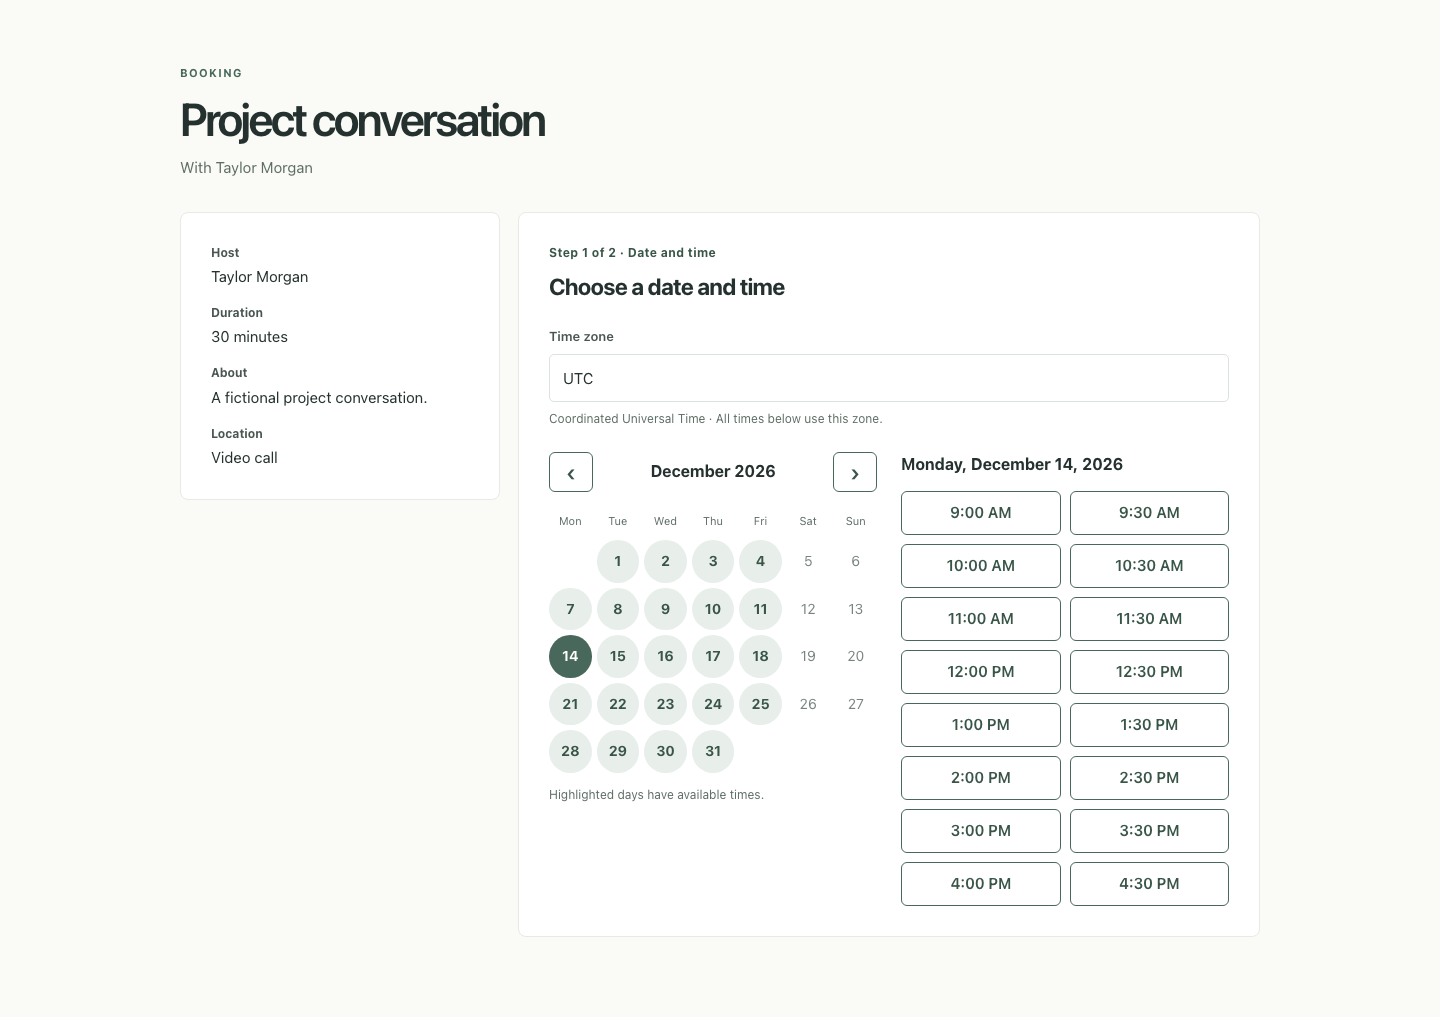 BOOKING
Project conversation
With Taylor Morgan
Host
Taylor Morgan
Duration
30 minutes
About
A fictional project conversation.
Location
Video call
Step 1 of 2 · Date and time
Choose a date and time
Time zone
UTC
Coordinated Universal Time · All times below use this zone.
‹ December 2026 ›
Mon Tue Wed Thu Fri Sat Sun
1 2 3 4 5 6
7 8 9 10 11 12 13
14 15 16 17 18 19 20
21 22 23 24 25 26 27
28 29 30 31
Highlighted days have available times.
Monday, December 14, 2026
9:00 AM 9:30 AM
10:00 AM 10:30 AM
11:00 AM 11:30 AM
12:00 PM 12:30 PM
1:00 PM 1:30 PM
2:00 PM 2:30 PM
3:00 PM 3:30 PM
4:00 PM 4:30 PM